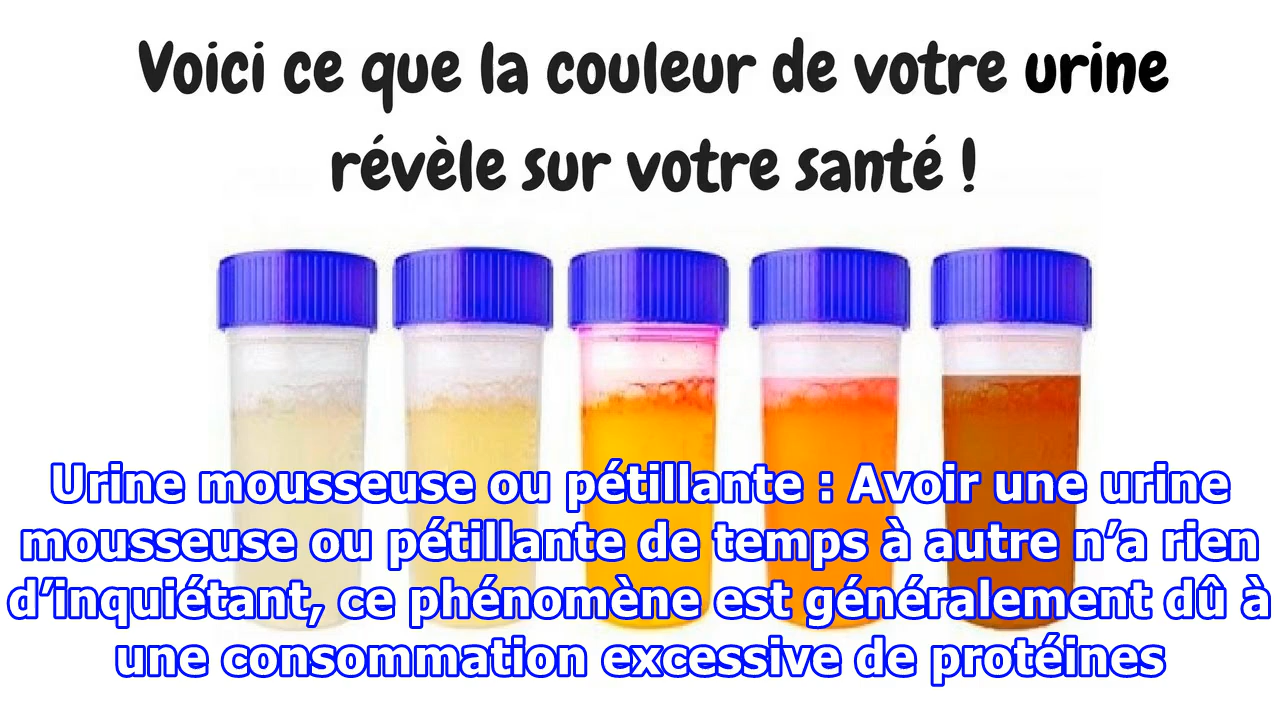 Voici ce que la couleur de votre urine
révèle sur votre santé !
Urine mousseuse ou pétillante : Avoir une urine
mousseuse ou pétillante de temps à autre n’a rien
d’inquiétant, ce phénomène est généralement dû à
une consommation excessive de protéines